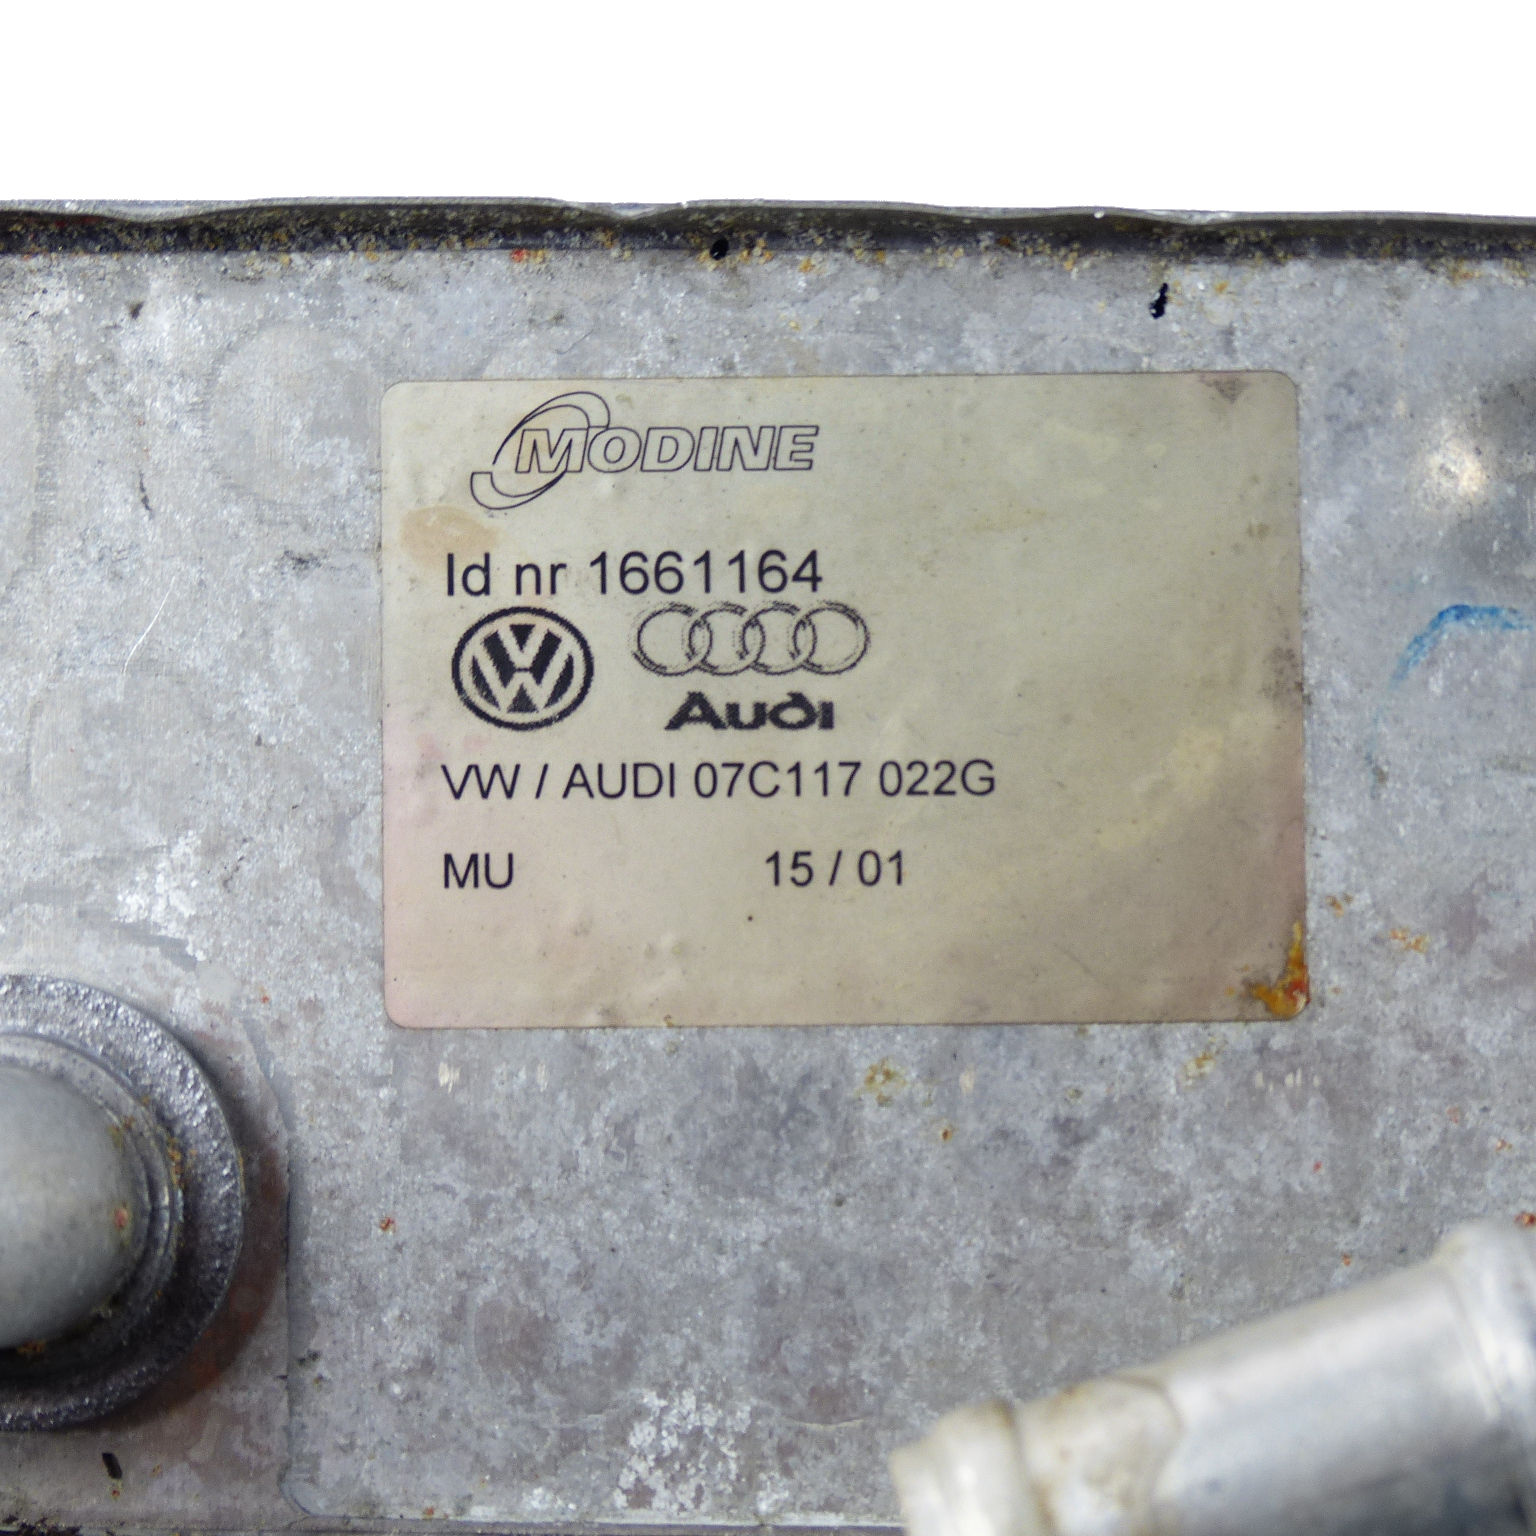 MODINE
Id nr 1661164
Audi
VW / AUDI 07C117 022G
MU 15 / 01